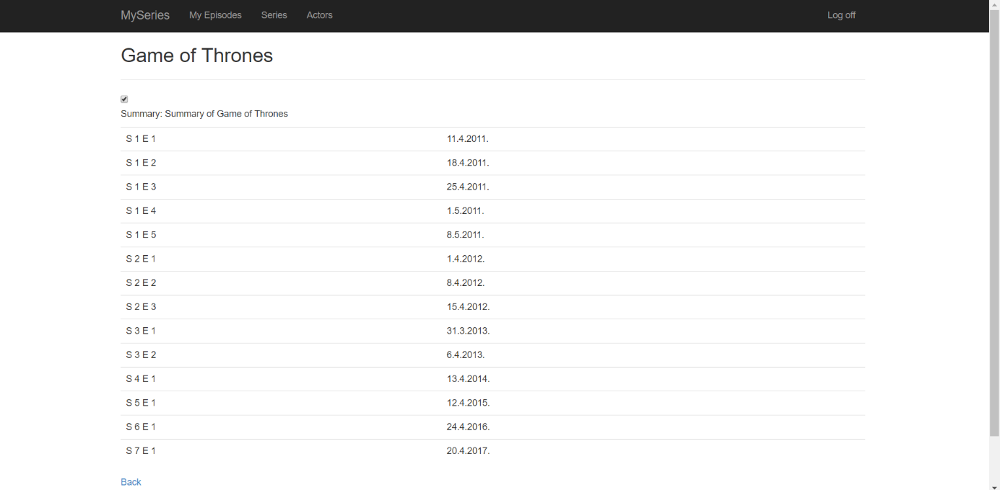 MySeries My Episodes Series Actors Log off
Game of Thrones
Summary: Summary of Game of Thrones
S 1 E 1 11.4.2011.
S 1 E 2 18.4.2011.
S 1 E 3 25.4.2011.
S 1 E 4 1.5.2011.
S 1 E 5 8.5.2011.
S 2 E 1 1.4.2012.
S 2 E 2 8.4.2012.
S 2 E 3 15.4.2012.
S 3 E 1 31.3.2013.
S 3 E 2 6.4.2013.
S 4 E 1 13.4.2014.
S 5 E 1 12.4.2015.
S 6 E 1 24.4.2016.
S 7 E 1 20.4.2017.
Back